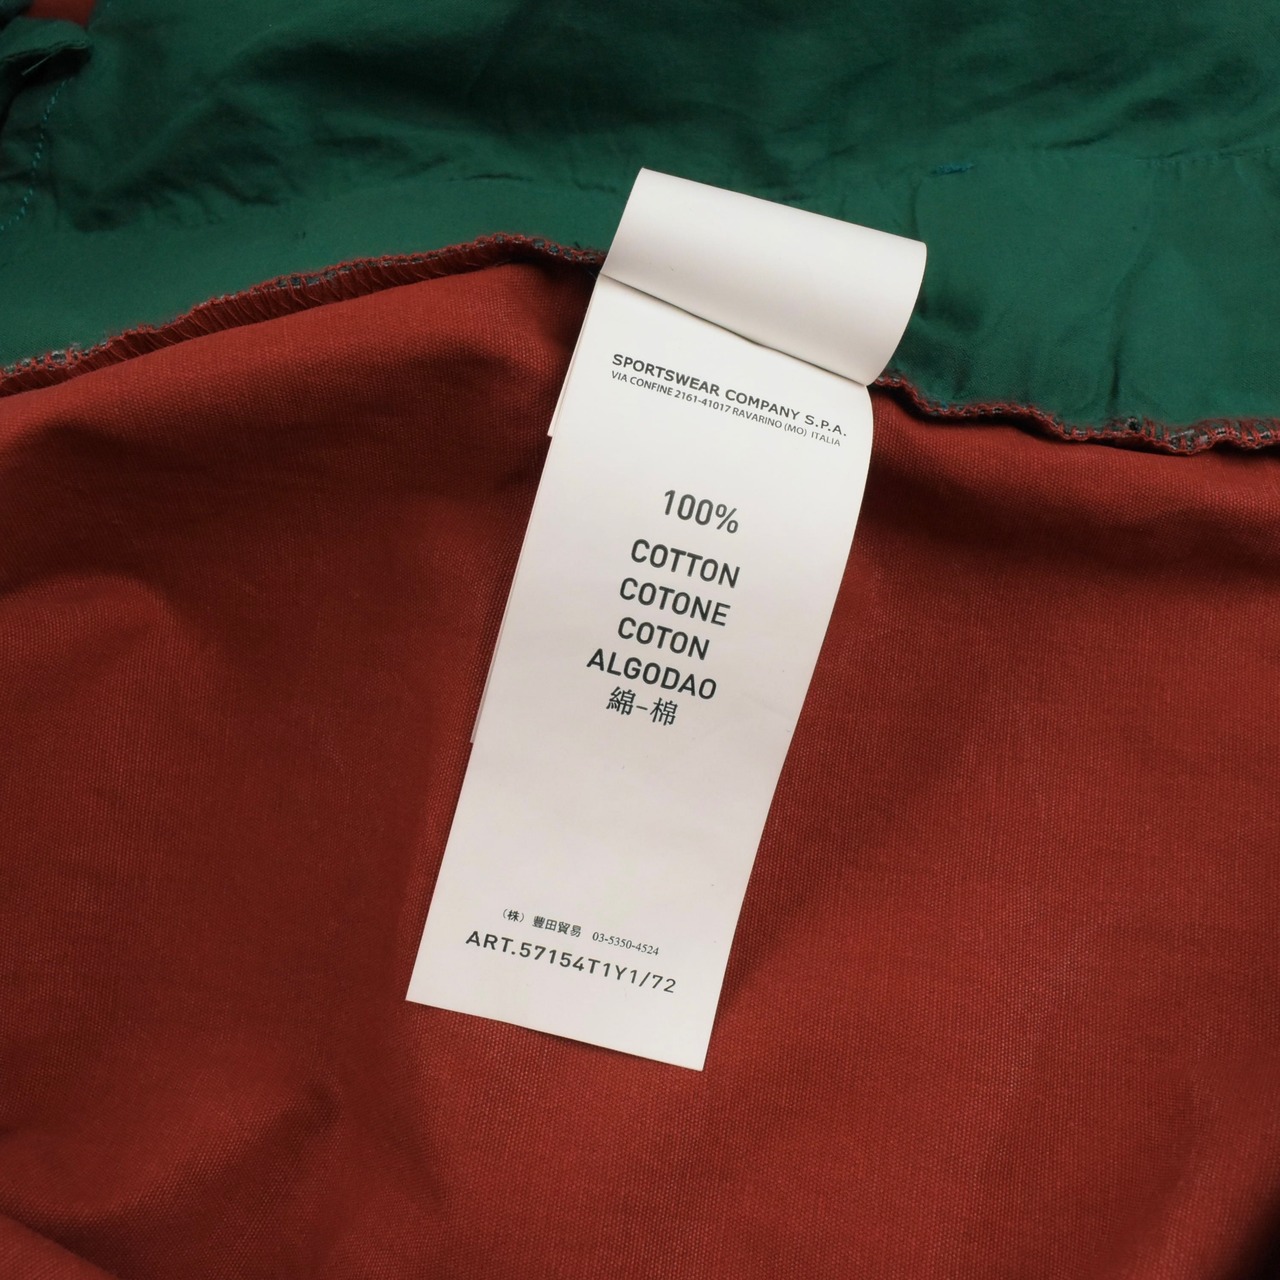 SPORTSWEAR COMPANY S.P.A.
VIA CONFINE 2161-41017 RAVARINO (MO) ITALIA
100%
COTTON
COTONE
COTON
ALGODAO
綿-棉
（株） 豐田貿易 03-5350-4524
ART.57154T1Y1/72